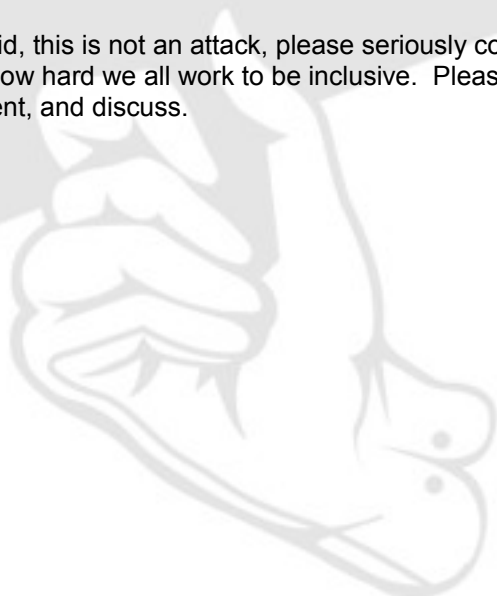 id, this is not an attack, please seriously co
ow hard we all work to be inclusive.  Pleas
ent, and discuss.